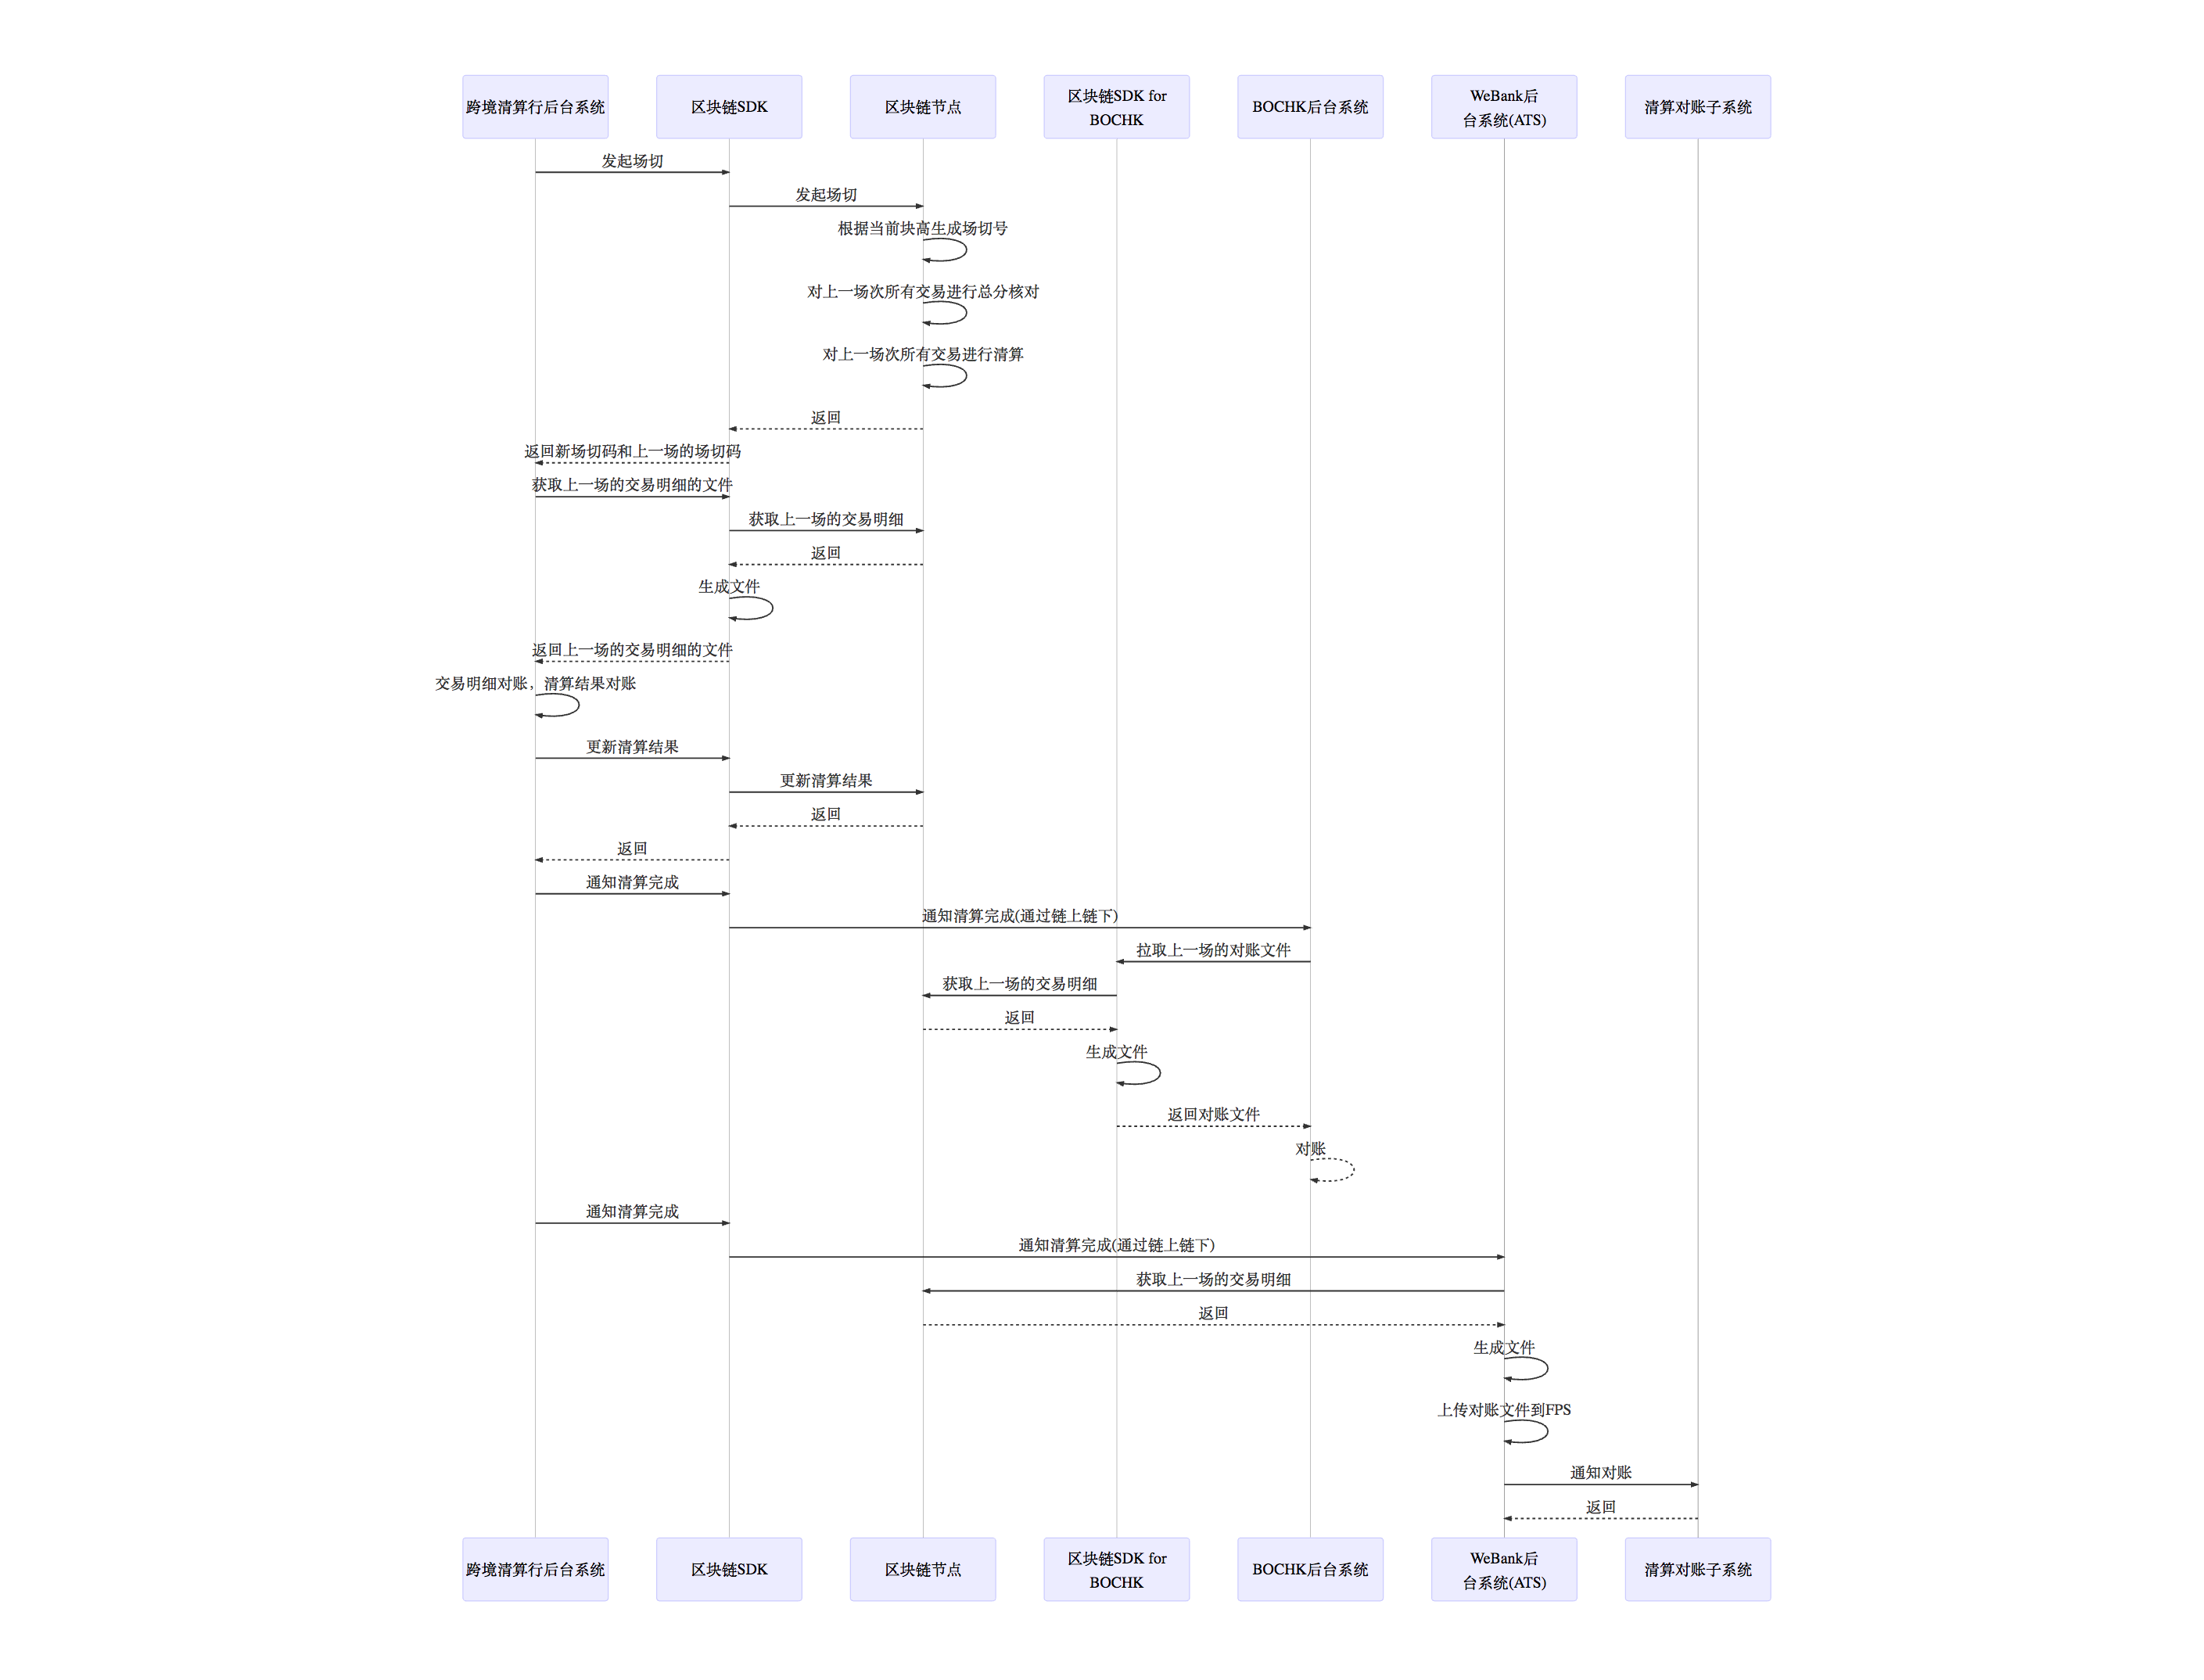 跨境清算行后台系统
区块链SDK
区块链节点
区块链SDK for
BOCHK
BOCHK后台系统
WeBank后
台系统(ATS)
清算对账子系统
发起场切
发起场切
根据当前块高生成场切号
对上一场次所有交易进行总分核对
对上一场次所有交易进行清算
返回
返回新场切码和上一场的场切码
获取上一场的交易明细的文件
获取上一场的交易明细
返回
生成文件
返回上一场的交易明细的文件
交易明细对账，清算结果对账
更新清算结果
更新清算结果
返回
返回
通知清算完成
通知清算完成(通过链上链下)
拉取上一场的对账文件
获取上一场的交易明细
返回
生成文件
返回对账文件
对账
通知清算完成
通知清算完成(通过链上链下)
获取上一场的交易明细
返回
生成文件
上传对账文件到FPS
通知对账
返回
跨境清算行后台系统
区块链SDK
区块链节点
区块链SDK for
BOCHK
BOCHK后台系统
WeBank后
台系统(ATS)
清算对账子系统